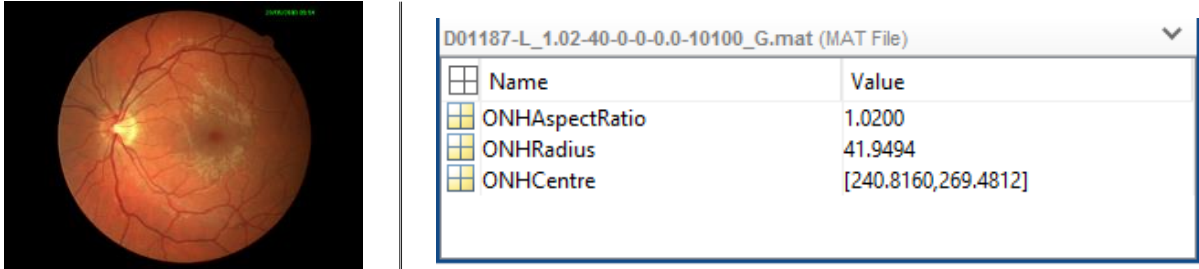 D01187-L_1.02-40-0-0-0.0-10100_G.mat (MAT File)
Name Value
ONHAspectRatio 1.0200
ONHRadius 41.9494
ONHCentre [240.8160,269.4812]